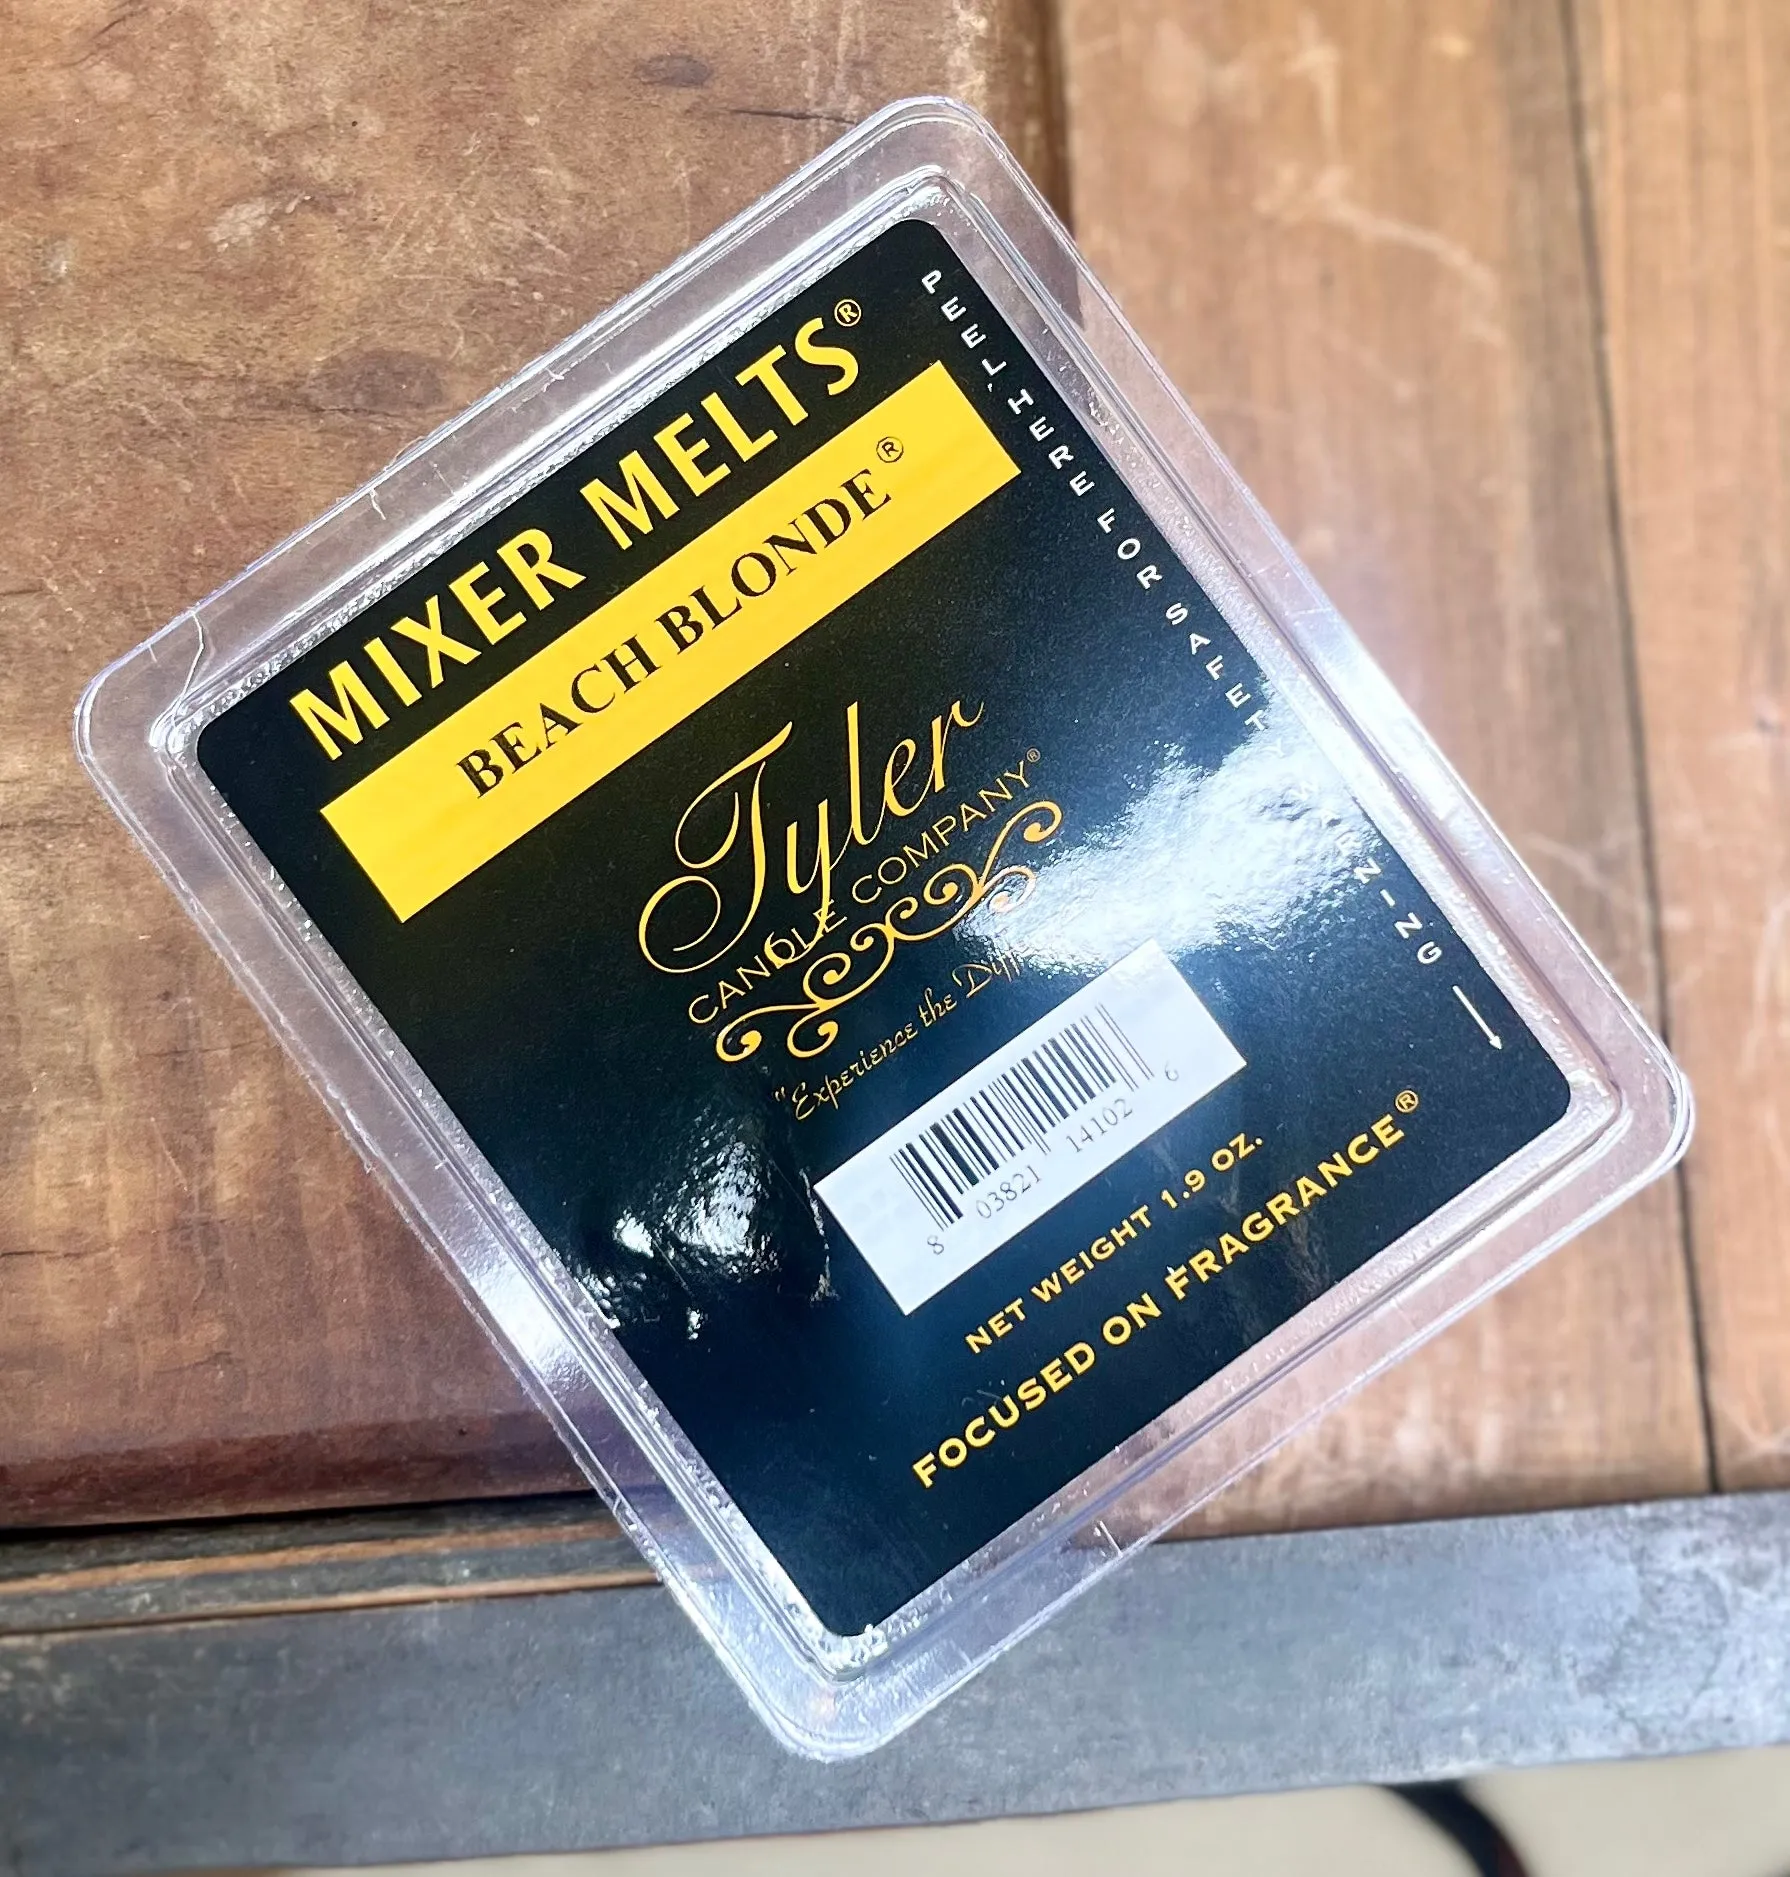 MIXER MELTS®
BEACH BLONDE®
Tyler
CANDLE COMPANY®
"Experience the
8 03821 14102 6
NET WEIGHT 1.9 OZ.
FOCUSED ON FRAGRANCE®
PEEL HERE FOR SAFETY WARNING